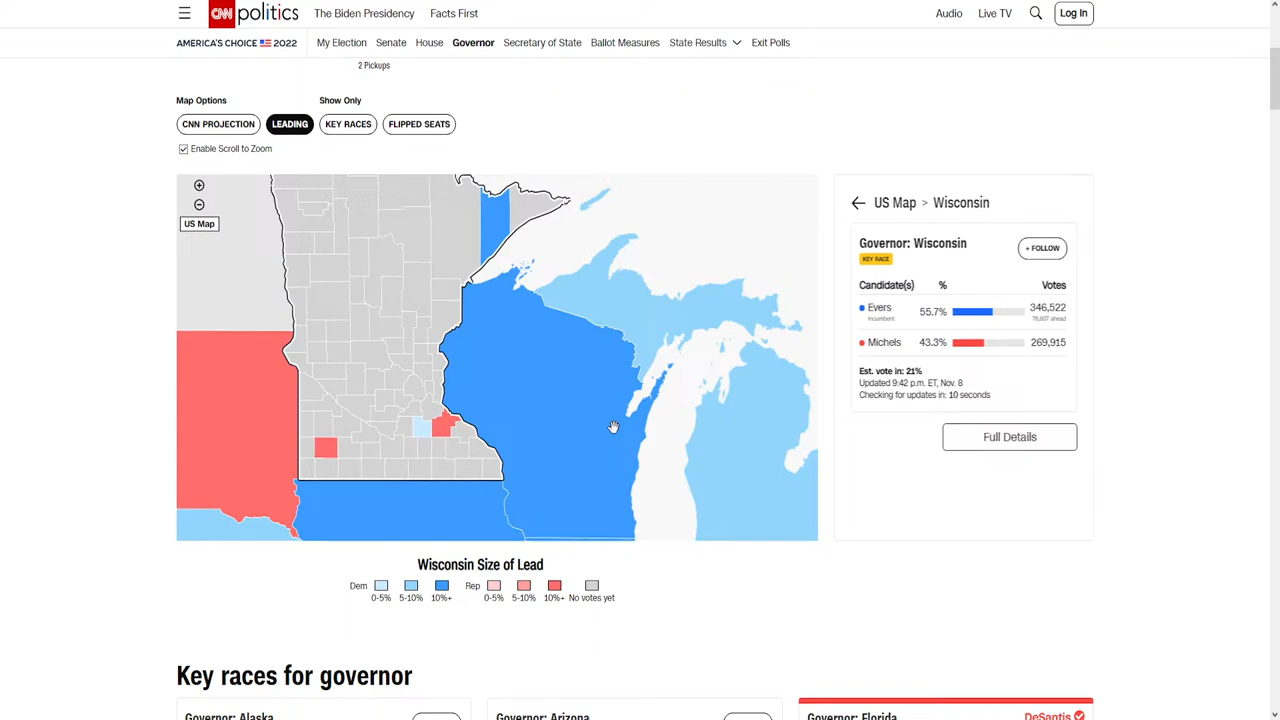 CNN politics The Biden Presidency Facts First Audio Live TV Log In
AMERICA'S CHOICE 2022 My Election Senate House Governor Secretary of State Ballot Measures State Results Exit Polls
2 Pickups
Map Options Show Only
CNN PROJECTION LEADING KEY RACES FLIPPED SEATS
Enable Scroll to Zoom
US Map
US Map > Wisconsin
Governor: Wisconsin
+ FOLLOW
KEY RACE
Candidate(s) % Votes
Evers 55.7% 346,522
Incumbent 76,607 ahead
Michels 43.3% 269,915
Est. vote in: 21%
Updated 9:42 p.m. ET, Nov. 8
Checking for updates in: 10 seconds
Full Details
Wisconsin Size of Lead
Dem Rep
0-5% 5-10% 10%+ 0-5% 5-10% 10%+ No votes yet
Key races for governor
Governor: Alaska Governor: Arizona Governor: Florida DeSantis